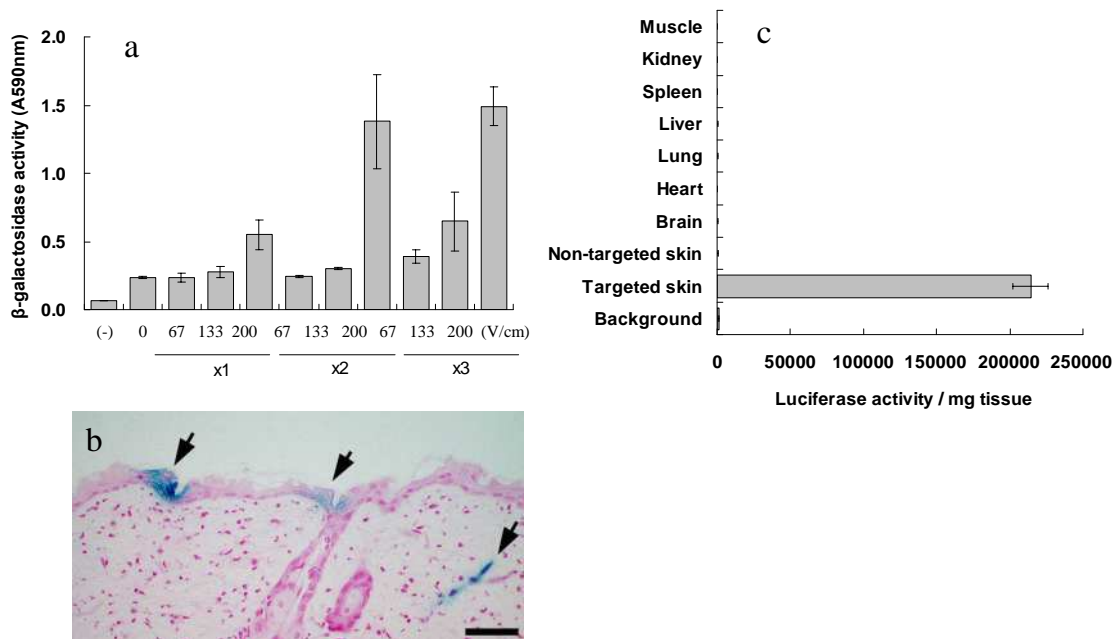 a
β-galactosidase activity (A590nm)
2.0
1.5
1.0
0.5
0.0
(-) 0 67 133 200 67 133 200 67 133 200 (V/cm)
x1 x2 x3
b
c
Muscle
Kidney
Spleen
Liver
Lung
Heart
Brain
Non-targeted skin
Targeted skin
Background
0 50000 100000 150000 200000 250000
Luciferase activity / mg tissue